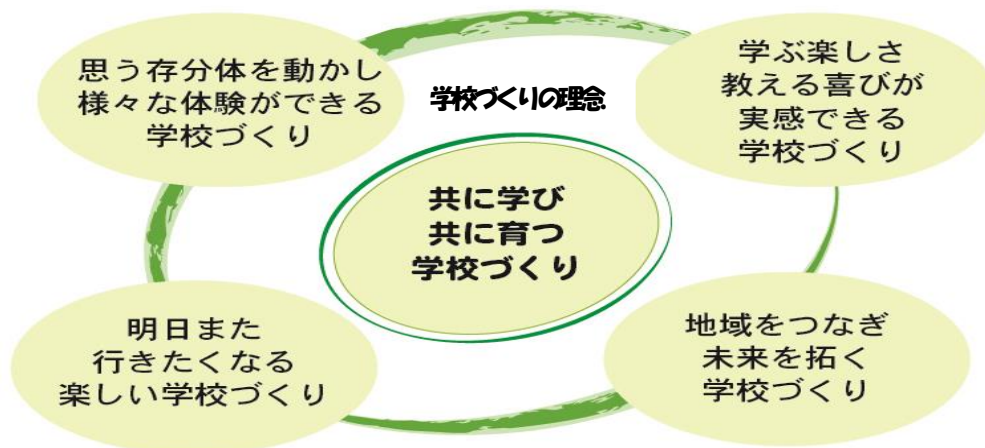 思う存分体を動かし
様々な体験ができる
学校づくり
学校づくりの理念
学ぶ楽しさ
教える喜びが
実感できる
学校づくり
共に学び
共に育つ
学校づくり
明日また
行きたくなる
楽しい学校づくり
地域をつなぎ
未来を拓く
学校づくり